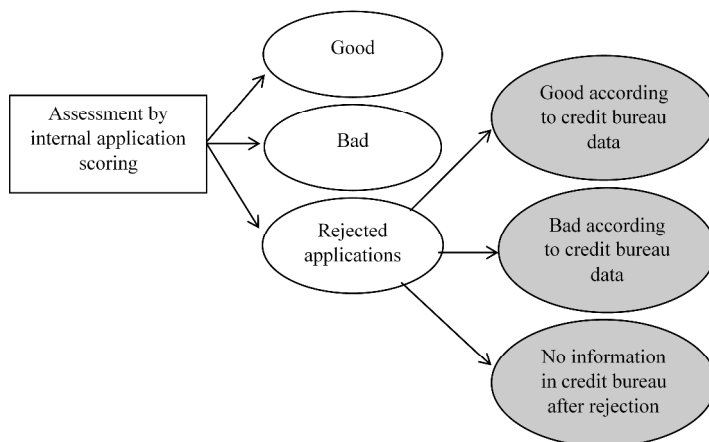 Assessment by
internal application
scoring
Good
Bad
Rejected
applications
Good according
to credit bureau
data
Bad according
to credit bureau
data
No information
in credit bureau
after rejection